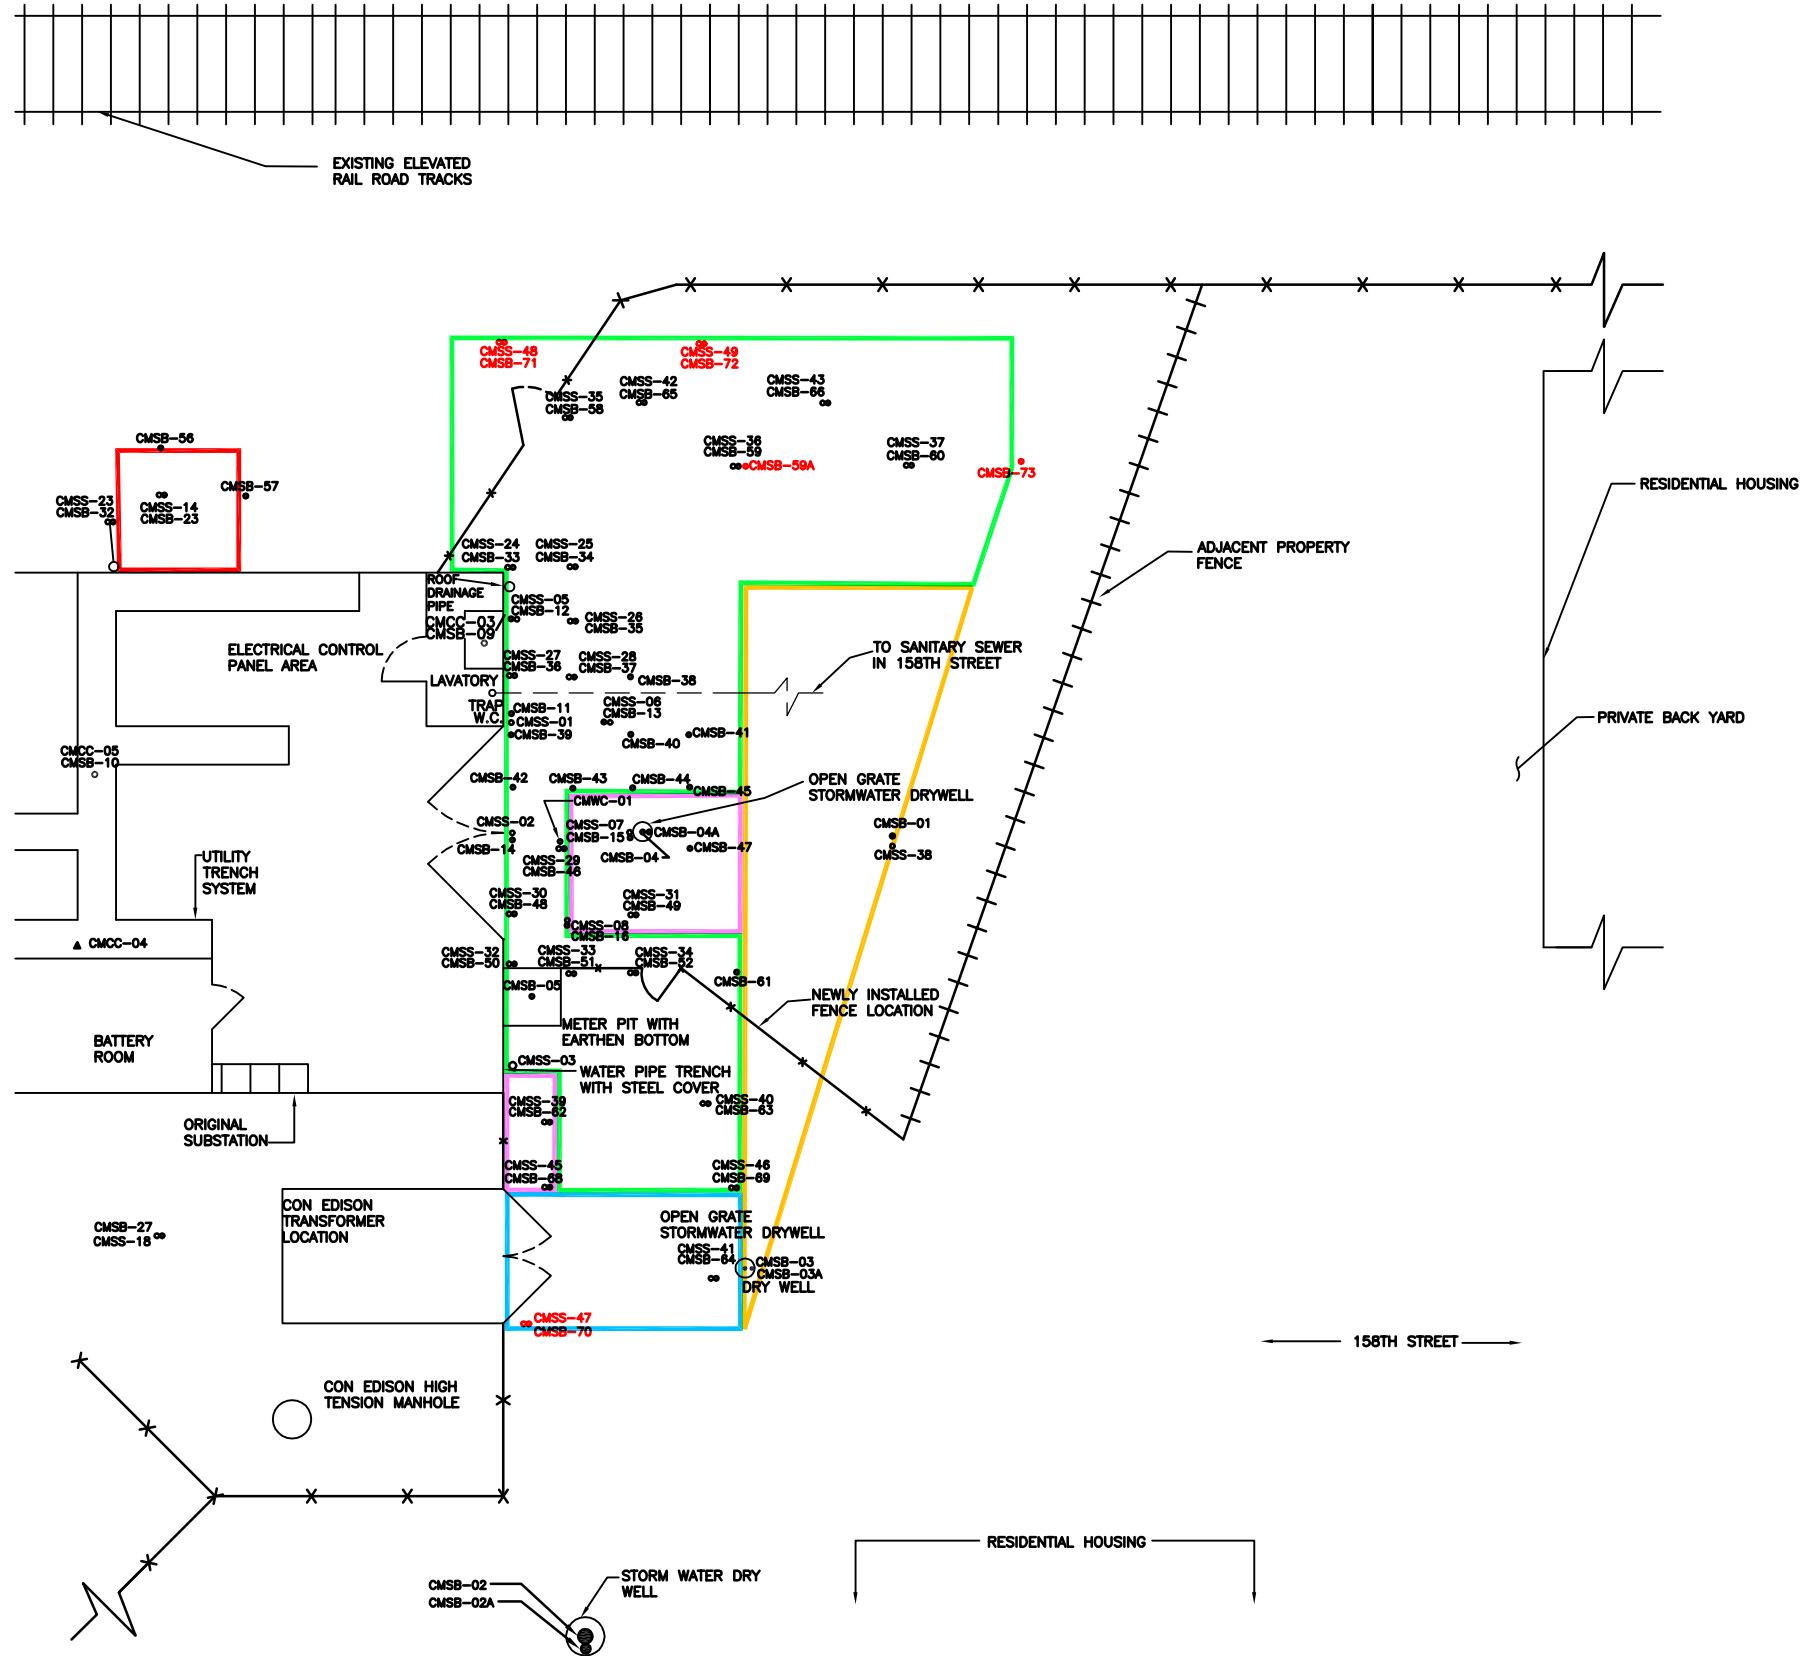 EXISTING ELEVATED
RAIL ROAD TRACKS
CMSS-48
CMSB-71
CMSS-49
CMSB-72
CMSS-42
CMSB-65
CMSS-43
CMSB-66
CMSS-35
CMSB-58
CMSS-36
CMSB-59
CMSB-59A
CMSS-37
CMSB-60
CMSB-73
CMSB-56
CMSB-57
CMSS-23
CMSB-32
CMSS-14
CMSB-23
RESIDENTIAL HOUSING
CMSS-24
CMSB-33
CMSS-25
CMSB-34
ADJACENT PROPERTY
FENCE
ROOF
DRAINAGE
PIPE
CMSS-05
CMSB-12
CMCC-03
CMSB-09
CMSS-26
CMSB-35
ELECTRICAL CONTROL
PANEL AREA
CMSS-27
CMSB-36
CMSS-28
CMSB-37
CMSB-38
TO SANITARY SEWER
IN 158TH STREET
LAVATORY
TRAP
W.C.
CMSB-11
CMSS-01
CMSB-39
CMSS-06
CMSB-13
CMSB-40
CMSB-41
PRIVATE BACK YARD
CMCC-05
CMSB-10
CMSB-42
CMSB-43
CMSB-44
CMSB-45
CMWC-01
OPEN GRATE
STORMWATER DRYWELL
CMSS-02
CMSB-14
CMSS-07
CMSB-15
CMSB-04A
CMSB-04
CMSB-47
CMSB-01
CMSS-38
CMSS-29
CMSB-46
UTILITY
TRENCH
SYSTEM
CMSS-30
CMSB-48
CMSS-31
CMSB-49
CMSS-08
CMSB-16
CMCC-04
CMSS-32
CMSB-50
CMSS-33
CMSB-51
CMSS-34
CMSB-52
CMSB-61
CMSB-05
NEWLY INSTALLED
FENCE LOCATION
METER PIT WITH
EARTHEN BOTTOM
BATTERY
ROOM
CMSS-03
WATER PIPE TRENCH
WITH STEEL COVER
CMSS-39
CMSB-62
CMSS-40
CMSB-63
ORIGINAL
SUBSTATION
CMSS-45
CMSB-68
CMSS-46
CMSB-69
CON EDISON
TRANSFORMER
LOCATION
CMSB-27
CMSS-18
OPEN GRATE
STORMWATER DRYWELL
CMSS-41
CMSB-64
CMSB-03
CMSB-03A
DRY WELL
CMSS-47
CMSB-70
158TH STREET
CON EDISON HIGH
TENSION MANHOLE
RESIDENTIAL HOUSING
STORM WATER DRY
WELL
CMSB-02
CMSB-02A